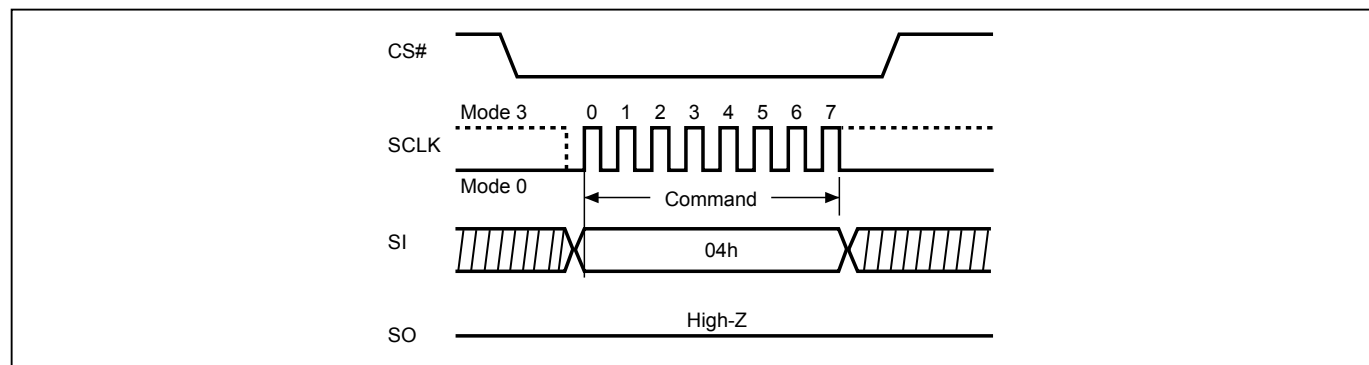 CS#
Mode 3 0 1 2 3 4 5 6 7
SCLK
Mode 0
Command
SI
04h
High-Z
SO